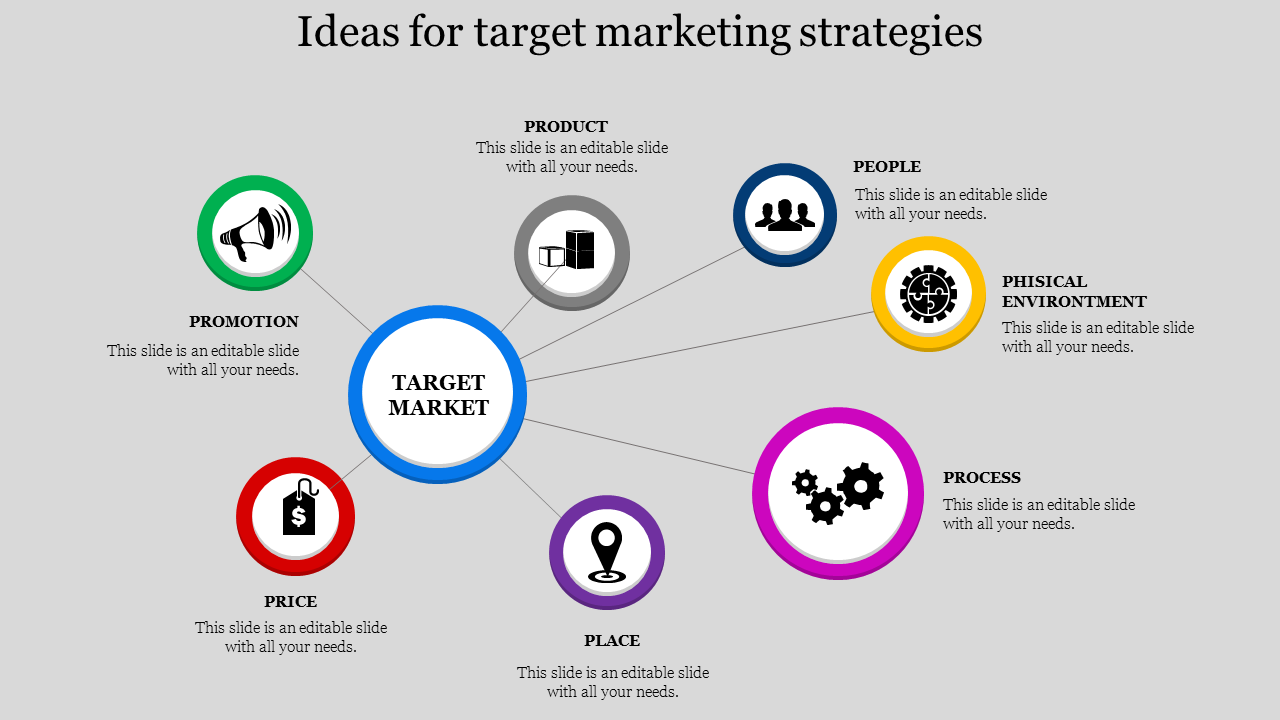 Ideas for target marketing strategies
PRODUCT
This slide is an editable slide
with all your needs.
PEOPLE
This slide is an editable slide
with all your needs.
PHISICAL
ENVIRONTMENT
This slide is an editable slide
with all your needs.
PROMOTION
This slide is an editable slide
with all your needs.
TARGET
MARKET
$
PROCESS
This slide is an editable slide
with all your needs.
PRICE
This slide is an editable slide
with all your needs.
PLACE
This slide is an editable slide
with all your needs.